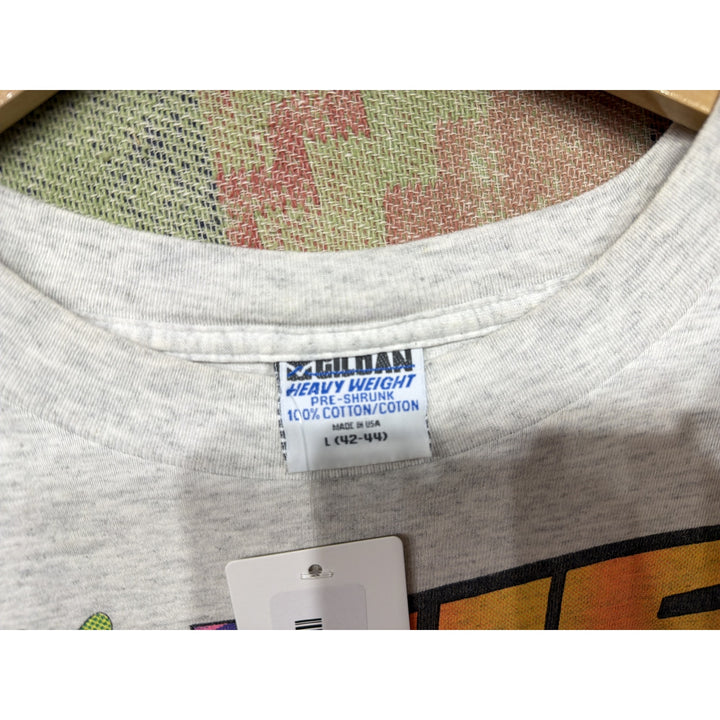 GILDAN
HEAVY WEIGHT
PRE-SHRUNK
100% COTTON/COTON
MADE IN USA
L (42-44)